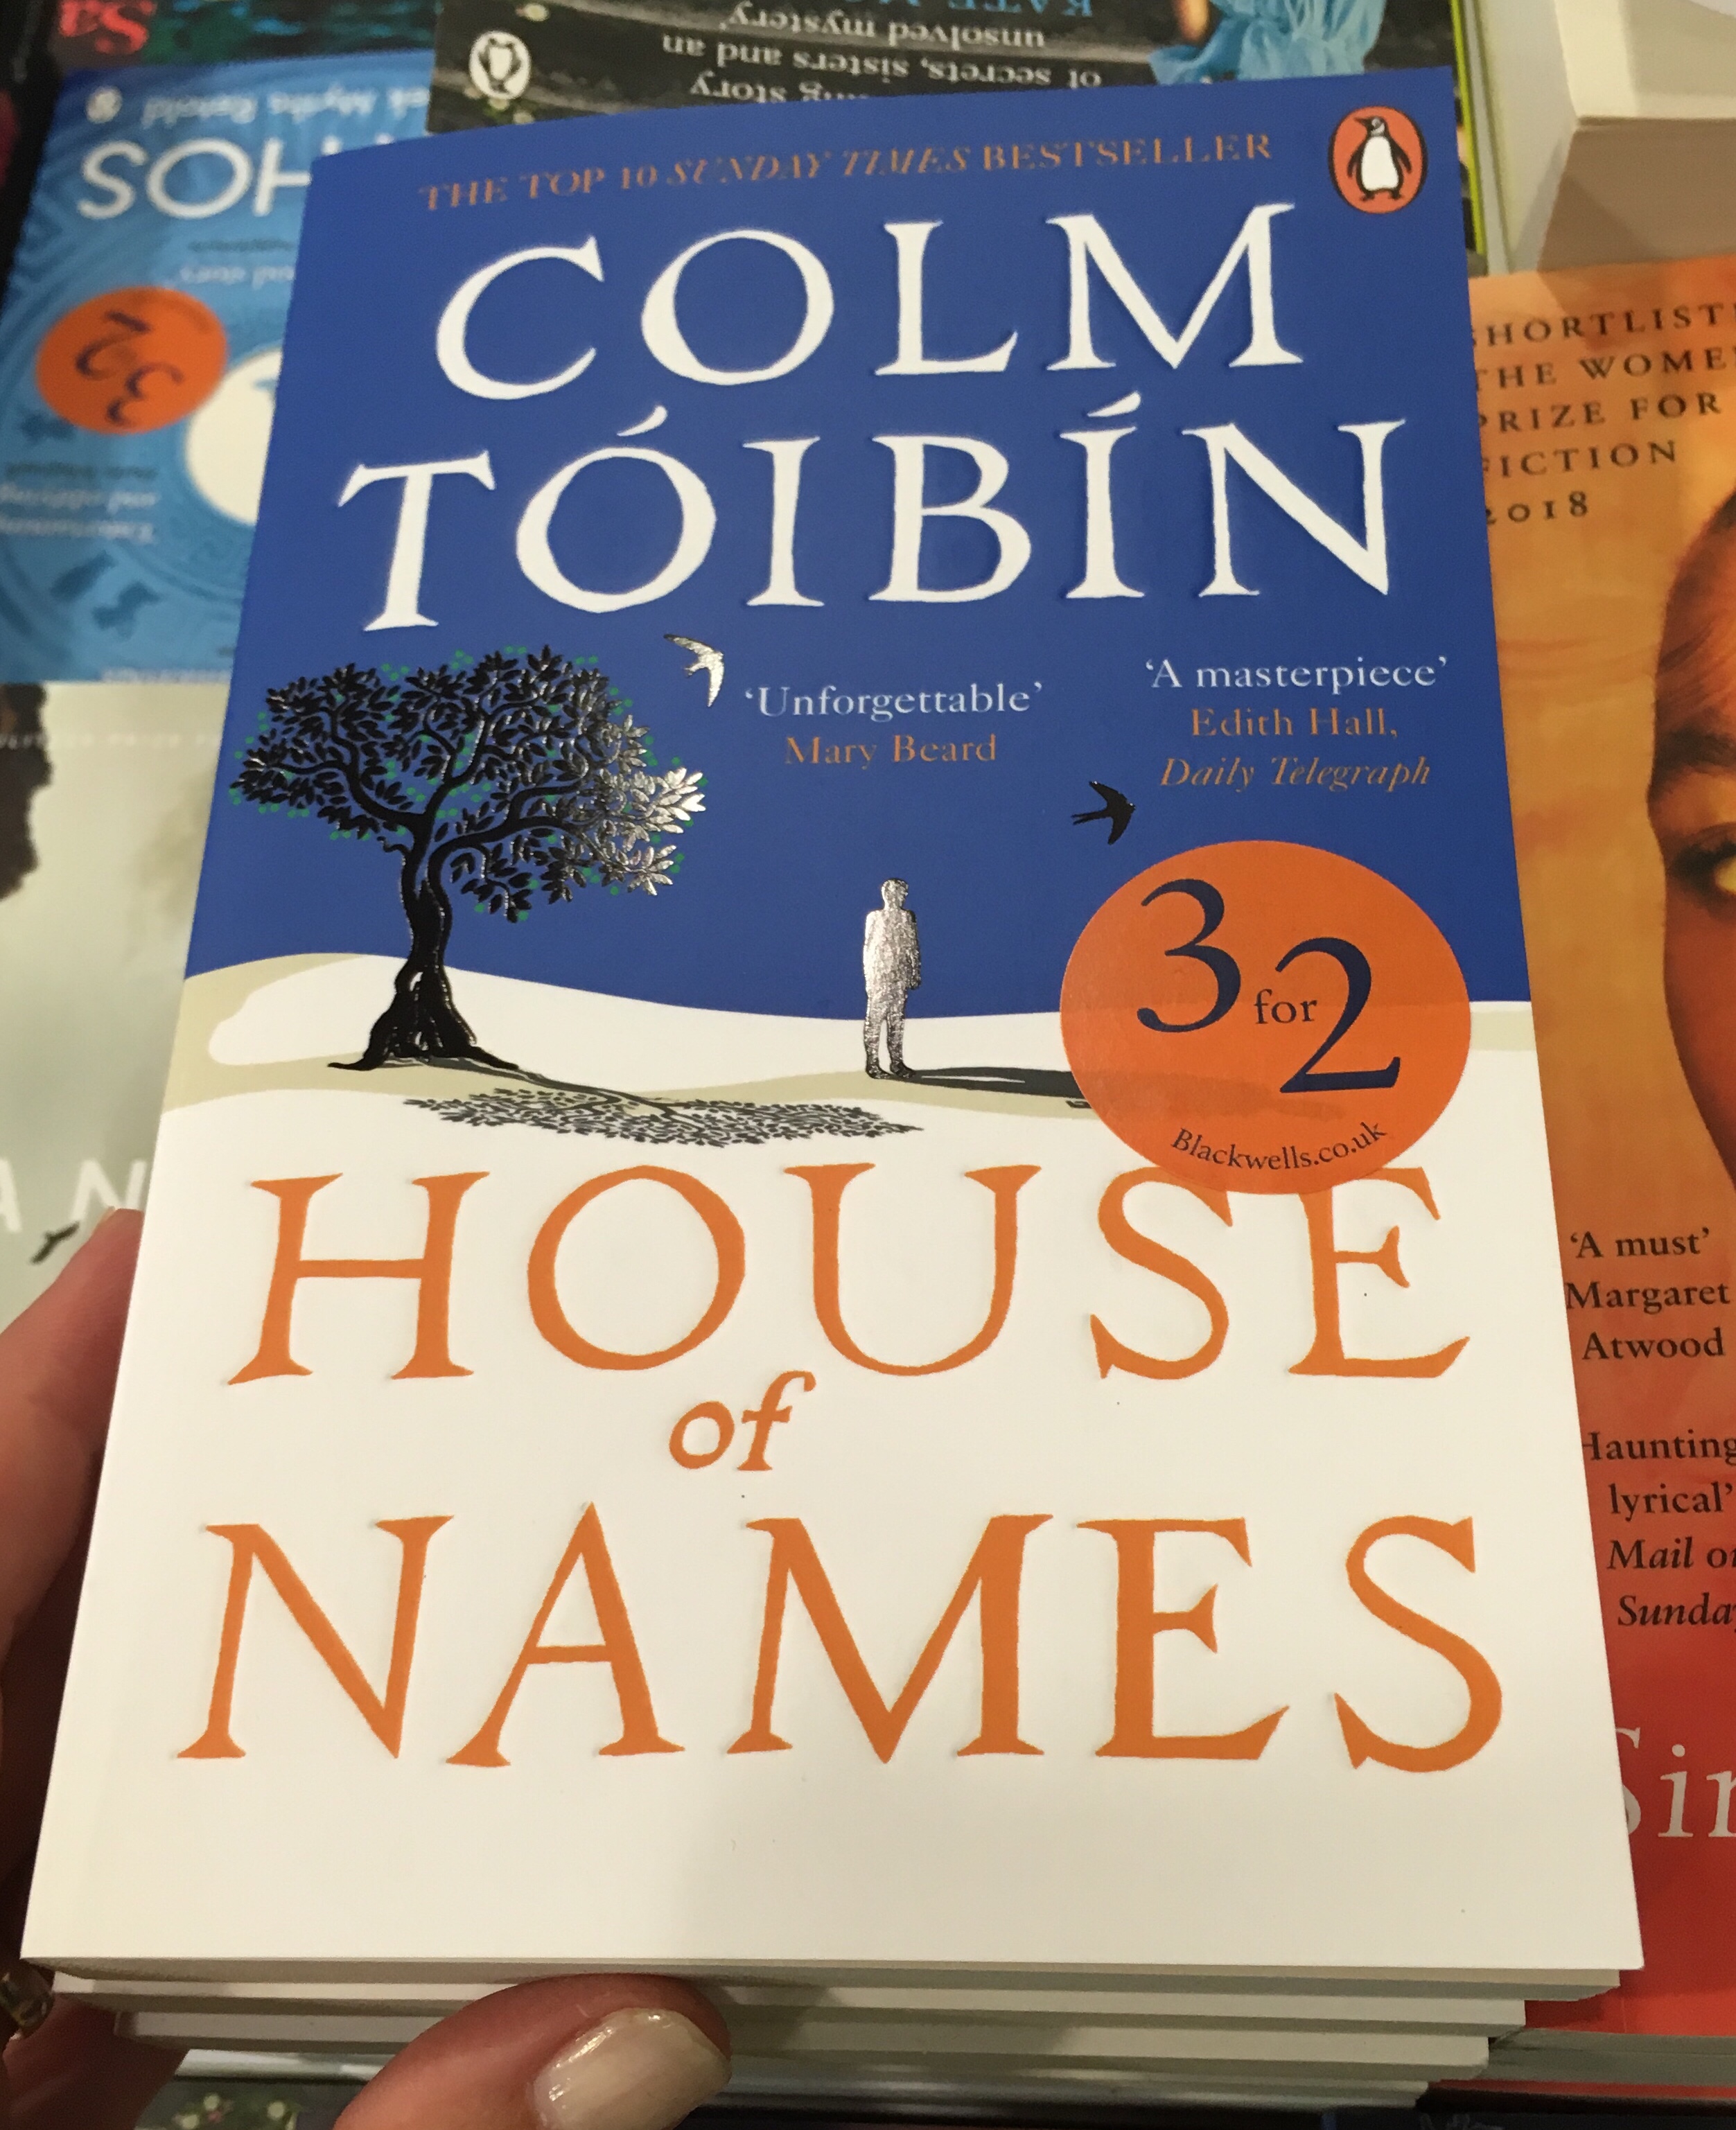 of secrets, sisters and an
unsolved mystery'
THE TOP 10 SUNDAY TIMES BESTSELLER
COLM
TÓIBÍN
'Unforgettable'
Mary Beard
'A masterpiece'
Edith Hall,
Daily Telegraph
3 for 2
Blackwells.co.uk
HOUSE
of
NAMES
THE
PRIZE FOR
FICTION
2018
'A must'
Margaret
Atwood
lyrical'
Mail